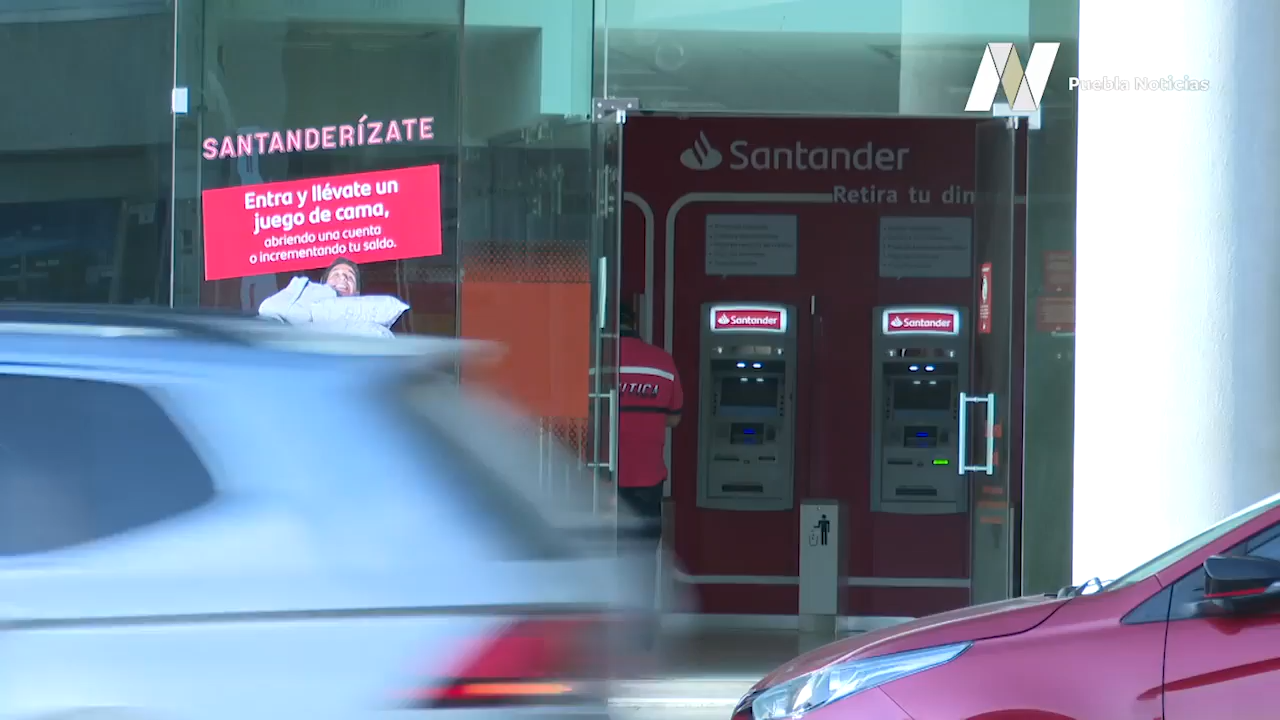 Puebla Noticias
SANTANDERÍZATE
Entra y llévate un
juego de cama,
abriendo una cuenta
o incrementando tu saldo.
Santander
Retira tu din
Santander
Santander